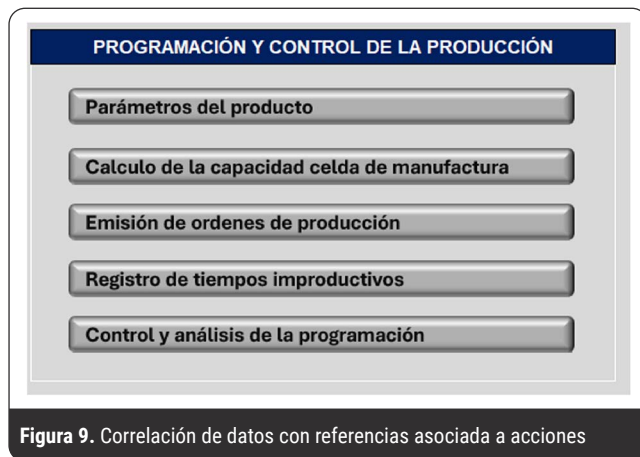 PROGRAMACIÓN Y CONTROL DE LA PRODUCCIÓN
Parámetros del producto
Calculo de la capacidad celda de manufactura
Emisión de ordenes de producción
Registro de tiempos improductivos
Control y análisis de la programación
Figura 9. Correlación de datos con referencias asociada a acciones